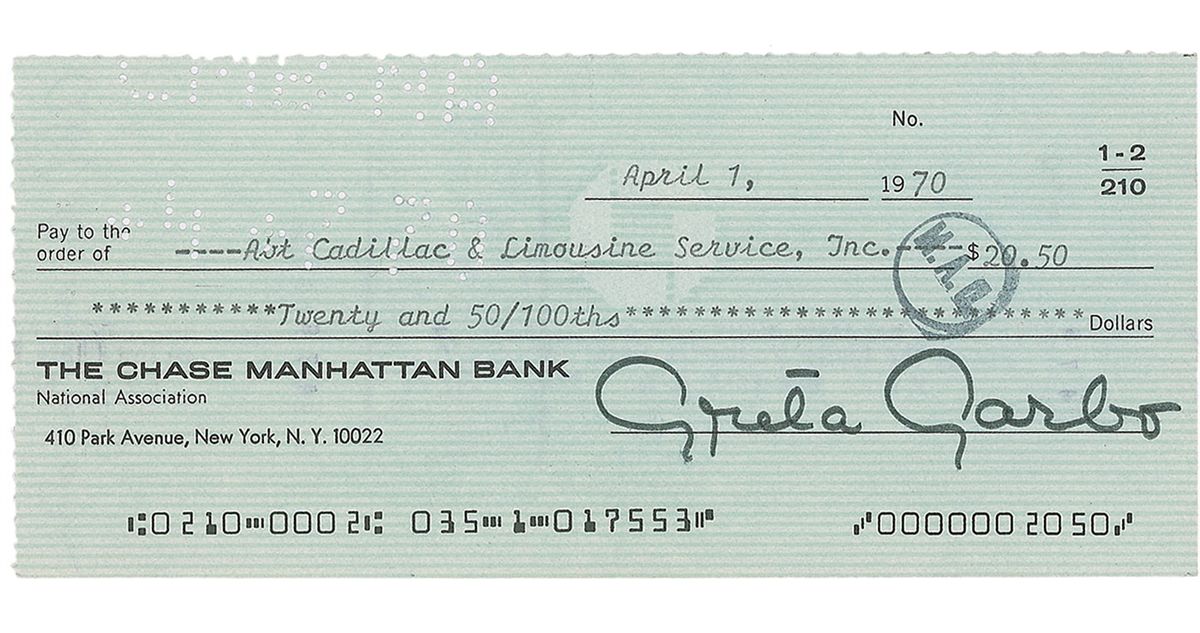 No.
April 1, 1970
1-2
210
Pay to the
order of ----A&t Cadillac & Limousine Service, Inc.----$20.50
***********Twenty and 50/100ths*************************** Dollars
W.A.G.
THE CHASE MANHATTAN BANK
National Association
410 Park Avenue, New York, N. Y. 10022
Greta Garbo
⑆0210⑉0002⑆ 035⑉1⑉017553⑈ ⑇0000002050⑇